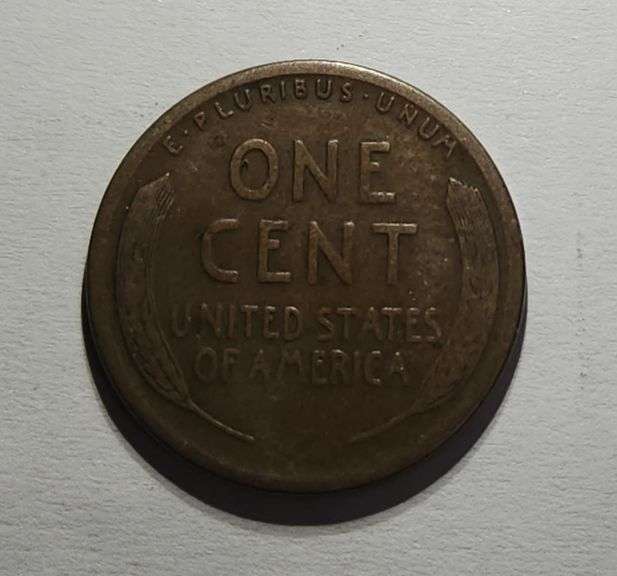 E·PLURIBUS·UNUM
ONE
CENT
UNITED STATES
OF AMERICA